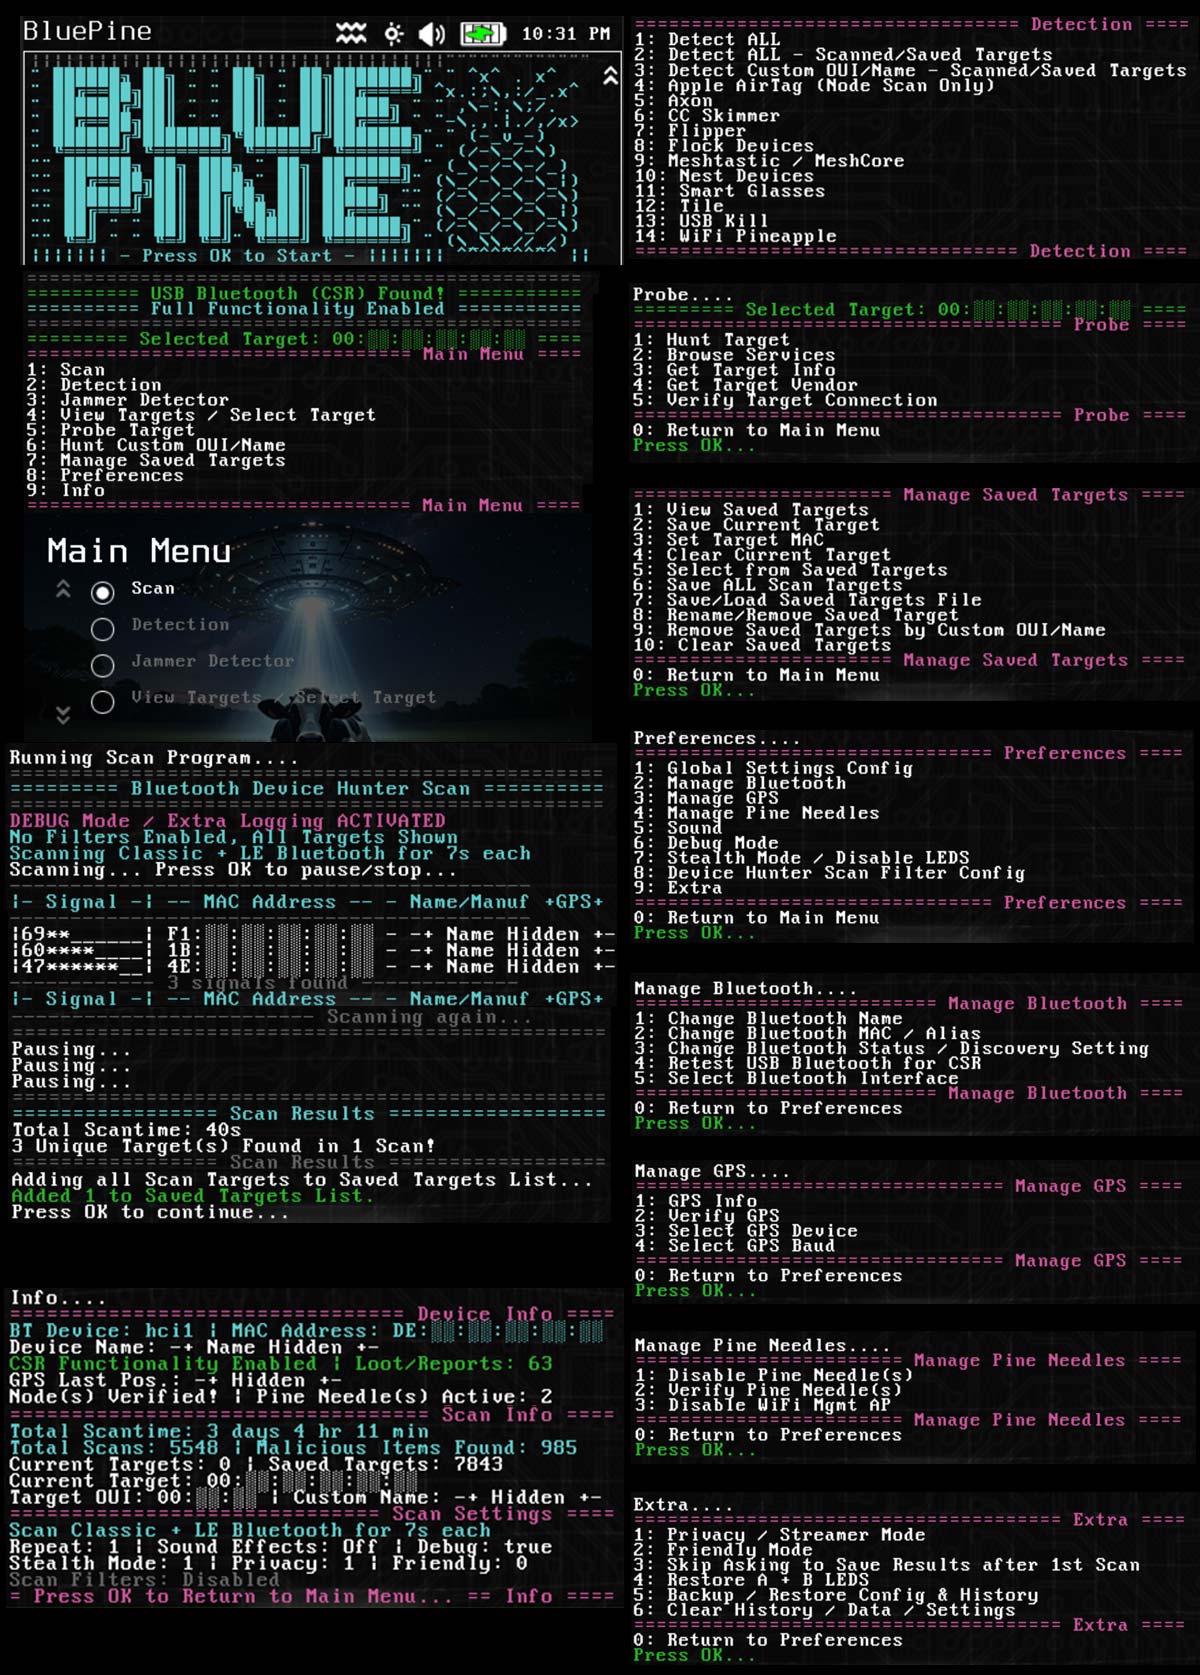 BluePine
10:31 PM
BLUE
PINE
- Press OK to Start -
========== USB Bluetooth (CSR) Found! ===========
========== Full Functionality Enabled ==========
========= Selected Target: 00:░░:░░:░░:░░:░░ ====
Main Menu ====
1: Scan
2: Detection
3: Jammer Detector
4: View Targets / Select Target
5: Probe Target
6: Hunt Custom OUI/Name
7: Manage Saved Targets
8: Preferences
9: Info
Main Menu ====
Main Menu
Scan
Detection
Jammer Detector
View Targets / Select Target
Running Scan Program....
========= Bluetooth Device Hunter Scan ==========
DEBUG Mode / Extra Logging ACTIVATED
No Filters Enabled, All Targets Shown
Scanning Classic + LE Bluetooth for 7s each
Scanning... Press OK to pause/stop...
|- Signal -| -- MAC Address -- - Name/Manuf +GPS+
|69**______| F1:░░:░░:░░:░░:░░ - -+ Name Hidden +-
|60****____| 1B:░░:░░:░░:░░:░░ - -+ Name Hidden +-
|47******__| 4E:░░:░░:░░:░░:░░ - -+ Name Hidden +-
------------- 3 signals found --------------
|- Signal -| -- MAC Address -- - Name/Manuf +GPS+
--------------------------- Scanning again...
Pausing...
Pausing...
Pausing...
================= Scan Results ==================
Total Scantime: 40s
3 Unique Target(s) Found in 1 Scan!
================= Scan Results ==================
Adding all Scan Targets to Saved Targets List...
Added 1 to Saved Targets List.
Press OK to continue...
Info....
Device Info ====
BT Device: hci1 | MAC Address: DE:░░:░░:░░:░░:░░
Device Name: -+ Name Hidden +-
CSR Functionality Enabled | Loot/Reports: 63
GPS Last Pos.: -+ Hidden +-
Node(s) Verified! | Pine Needle(s) Active: 2
Scan Info ====
Total Scantime: 3 days 4 hr 11 min
Total Scans: 5548 | Malicious Items Found: 985
Current Targets: 0 | Saved Targets: 7843
Current Target: 00:░░:░░:░░:░░:░░
Target OUI: 00:░░:░░ | Custom Name: -+ Hidden +-
Scan Settings ====
Scan Classic + LE Bluetooth for 7s each
Repeat: 1 | Sound Effects: Off | Debug: true
Stealth Mode: 1 | Privacy: 1 | Friendly: 0
Scan Filters: Disabled
= Press OK to Return to Main Menu... == Info ====
Detection ====
1: Detect ALL
2: Detect ALL - Scanned/Saved Targets
3: Detect Custom OUI/Name - Scanned/Saved Targets
4: Apple AirTag (Node Scan Only)
5: Axon
6: CC Skimmer
7: Flipper
8: Flock Devices
9: Meshtastic / MeshCore
10: Nest Devices
11: Smart Glasses
12: Tile
13: USB Kill
14: WiFi Pineapple
Detection ====
Probe....
========= Selected Target: 00:░░:░░:░░:░░:░░ ====
Probe ====
1: Hunt Target
2: Browse Services
3: Get Target Info
4: Get Target Vendor
5: Verify Target Connection
Probe ====
0: Return to Main Menu
Press OK...
Manage Saved Targets ====
1: View Saved Targets
2: Save Current Target
3: Set Target MAC
4: Clear Current Target
5: Select from Saved Targets
6: Save ALL Scan Targets
7: Save/Load Saved Targets File
8: Rename/Remove Saved Target
9: Remove Saved Targets by Custom OUI/Name
10: Clear Saved Targets
Manage Saved Targets ====
0: Return to Main Menu
Press OK...
Preferences....
Preferences ====
1: Global Settings Config
2: Manage Bluetooth
3: Manage GPS
4: Manage Pine Needles
5: Sound
6: Debug Mode
7: Stealth Mode / Disable LEDS
8: Device Hunter Scan Filter Config
9: Extra
Preferences ====
0: Return to Main Menu
Press OK...
Manage Bluetooth....
Manage Bluetooth ====
1: Change Bluetooth Name
2: Change Bluetooth MAC / Alias
3: Change Bluetooth Status / Discovery Setting
4: Retest USB Bluetooth for CSR
5: Select Bluetooth Interface
Manage Bluetooth ====
0: Return to Preferences
Press OK...
Manage GPS....
Manage GPS ====
1: GPS Info
2: Verify GPS
3: Select GPS Device
4: Select GPS Baud
Manage GPS ====
0: Return to Preferences
Press OK...
Manage Pine Needles....
Manage Pine Needles ====
1: Disable Pine Needle(s)
2: Verify Pine Needle(s)
3: Disable WiFi Mgmt AP
Manage Pine Needles ====
0: Return to Preferences
Press OK...
Extra....
Extra ====
1: Privacy / Streamer Mode
2: Friendly Mode
3: Skip Asking to Save Results after 1st Scan
4: Restore A + B LEDS
5: Backup / Restore Config & History
6: Clear History / Data / Settings
Extra ====
0: Return to Preferences
Press OK...